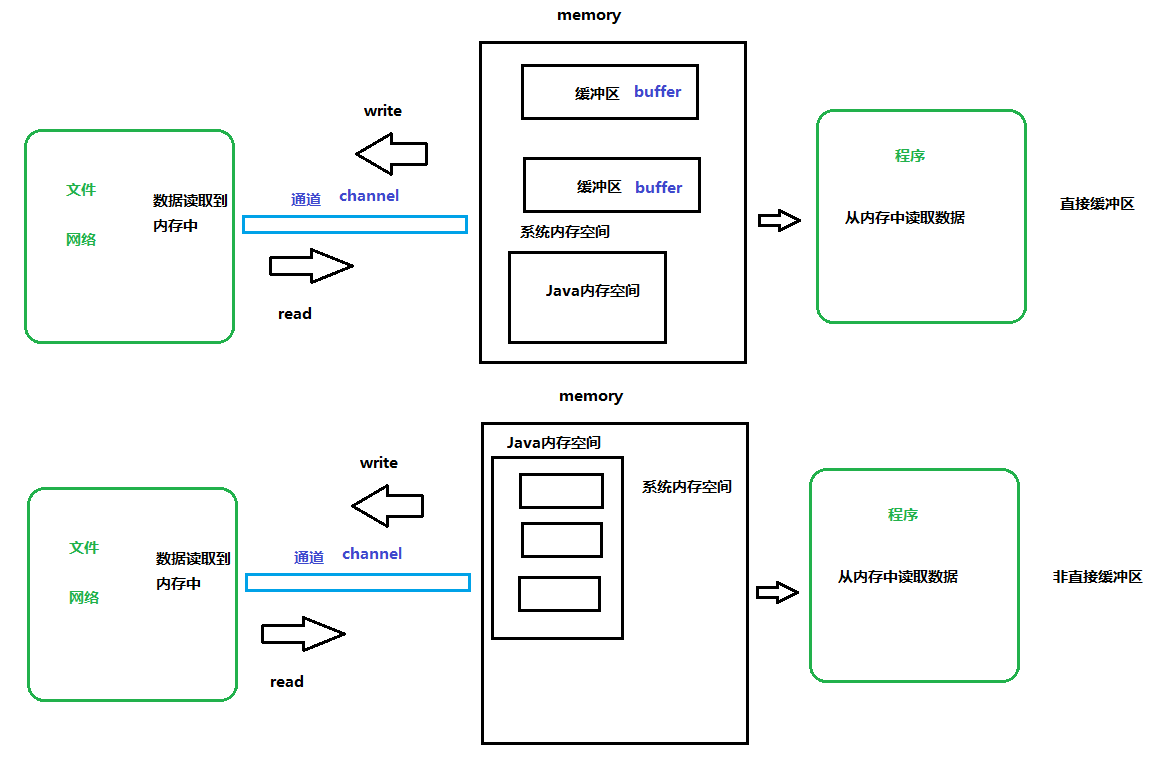 memory
缓冲区 buffer
write
程序
文件
数据读取到
内存中
通道 channel
缓冲区 buffer
从内存中读取数据
直接缓冲区
网络
系统内存空间
Java内存空间
read
memory
Java内存空间
write
系统内存空间
程序
文件
数据读取到
内存中
通道 channel
从内存中读取数据
非直接缓冲区
网络
read